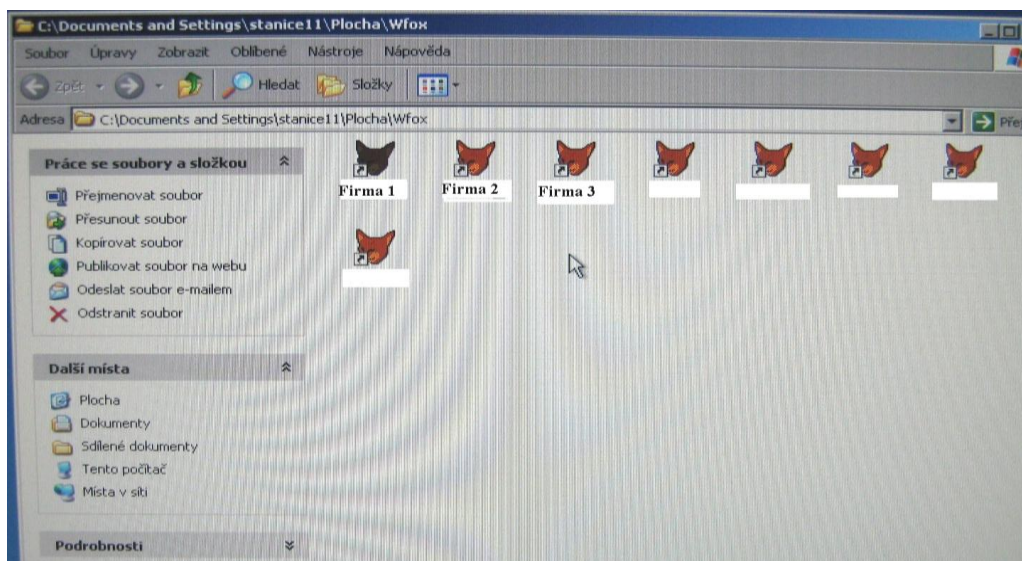 C:\Documents and Settings\stanice11\Plocha\Wfox
Soubor Úpravy Zobrazit Oblíbené Nástroje Nápověda
Zpět Hledat Složky
Adresa C:\Documents and Settings\stanice11\Plocha\Wfox
Práce se soubory a složkou
Přejmenovat soubor
Přesunout soubor
Kopírovat soubor
Publikovat soubor na webu
Odeslat soubor e-mailem
Odstranit soubor
Další místa
Plocha
Dokumenty
Sdílené dokumenty
Tento počítač
Místa v síti
Podrobnosti
Firma 1 Firma 2 Firma 3